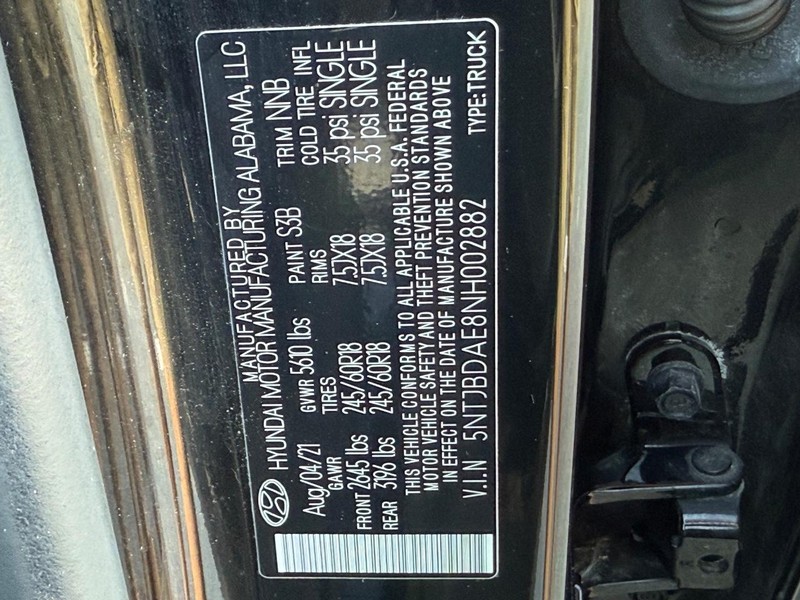 MANUFACTURED BY
HYUNDAI MOTOR MANUFACTURING ALABAMA, LLC
Aug/04/21 GVWR 5610 lbs PAINT S3B TRIM NNB
GAWR TIRES RIMS COLD TIRE INFL
FRONT 2645 lbs 245/60R18 7.5JX18 35 psi SINGLE
REAR 3196 lbs 245/60R18 7.5JX18 35 psi SINGLE
THIS VEHICLE CONFORMS TO ALL APPLICABLE U.S.A. FEDERAL
MOTOR VEHICLE SAFETY AND THEFT PREVENTION STANDARDS
IN EFFECT ON THE DATE OF MANUFACTURE SHOWN ABOVE
V.I.N 5NTJBDAE8NH002882 TYPE:TRUCK